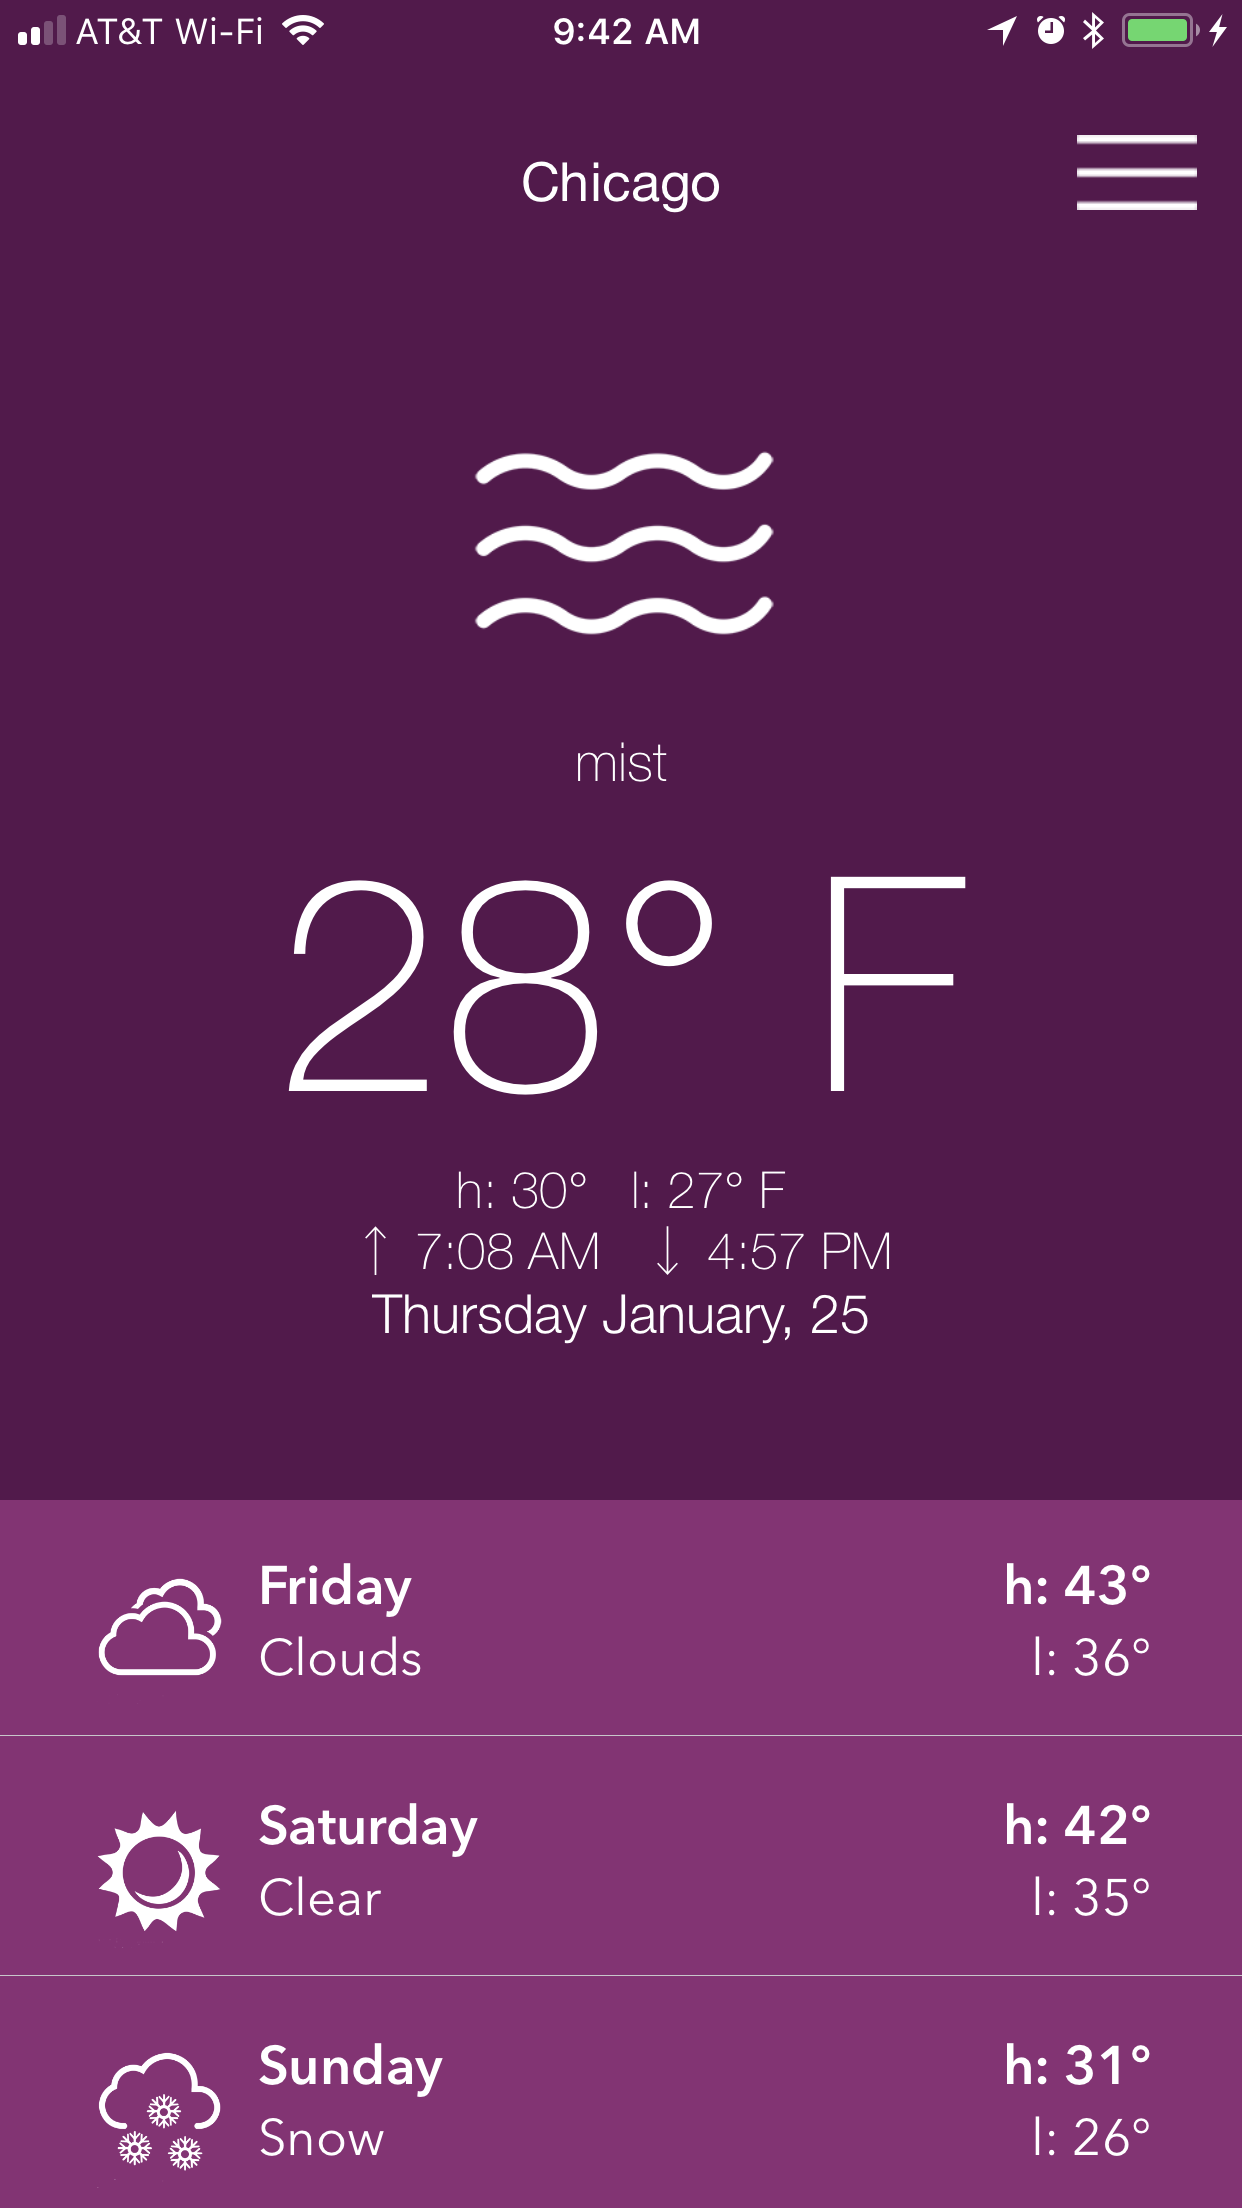 AT&T Wi-Fi 9:42 AM
Chicago
mist
28° F
h: 30° l: 27° F
↑ 7:08 AM ↓ 4:57 PM
Thursday January, 25
Friday h: 43°
Clouds l: 36°
Saturday h: 42°
Clear l: 35°
Sunday h: 31°
Snow l: 26°